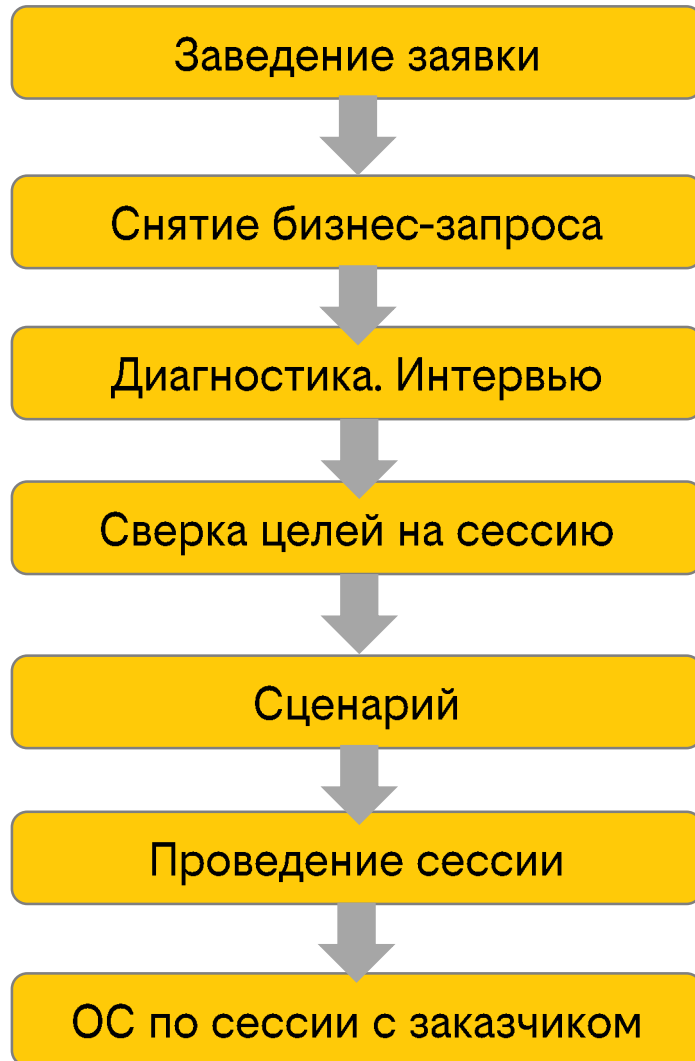 Заведение заявки
Снятие бизнес-запроса
Диагностика. Интервью
Сверка целей на сессию
Сценарий
Проведение сессии
ОС по сессии с заказчиком